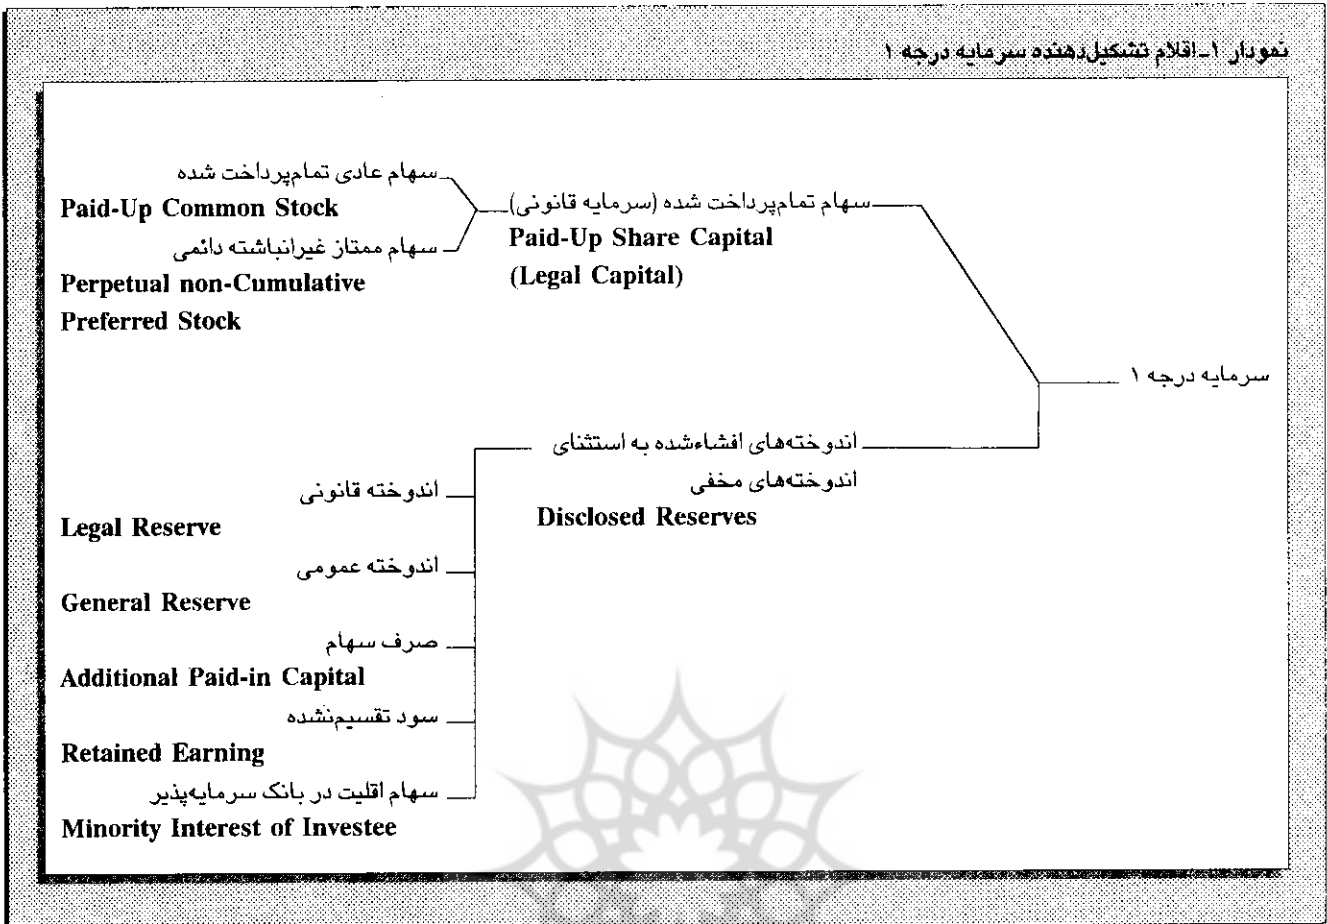 نمودار ۱ـ اقلام تشکیل‌دهنده سرمایه درجه ۱
سرمایه درجه ۱
سهام تمام‌پرداخت شده (سرمایه قانونی)
Paid-Up Share Capital
(Legal Capital)
سهام عادی تمام‌پرداخت شده
Paid-Up Common Stock
سهام ممتاز غیرانباشته دائمی
Perpetual non-Cumulative
Preferred Stock
اندوخته‌های افشاءشده به استثنای
اندوخته‌های مخفی
Disclosed Reserves
اندوخته قانونی
Legal Reserve
اندوخته عمومی
General Reserve
صرف سهام
Additional Paid-in Capital
سود تقسیم‌نشده
Retained Earning
سهام اقلیت در بانک سرمایه‌پذیر
Minority Interest of Investee